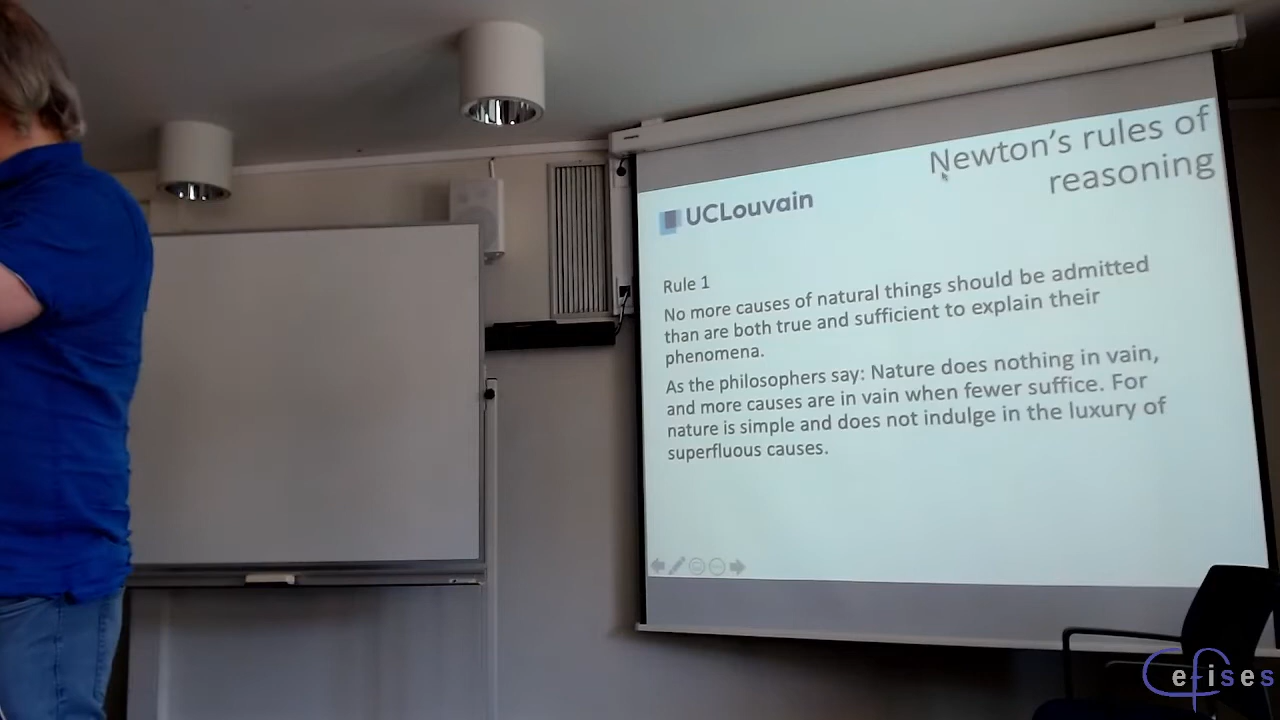 Newton's rules of
reasoning
UCLouvain
Rule 1
No more causes of natural things should be admitted
than are both true and sufficient to explain their
phenomena.
As the philosophers say: Nature does nothing in vain,
and more causes are in vain when fewer suffice. For
nature is simple and does not indulge in the luxury of
superfluous causes.
Cefises